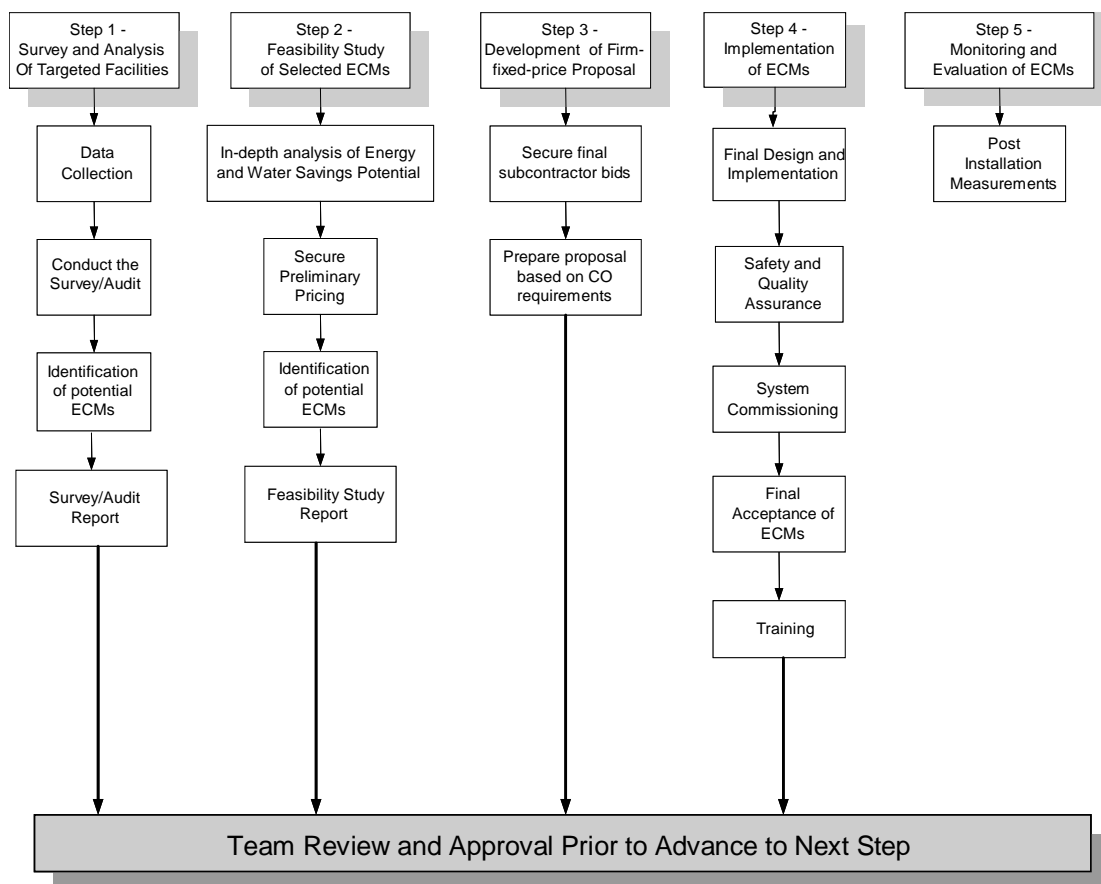 Step 1 -
Survey and Analysis
Of Targeted Facilities
Data
Collection
Conduct the
Survey/Audit
Identification
of potential
ECMs
Survey/Audit
Report
Step 2 -
Feasibility Study
of Selected ECMs
In-depth analysis of Energy
and Water Savings Potential
Secure
Preliminary
Pricing
Identification
of potential
ECMs
Feasibility Study
Report
Step 3 -
Development of Firm-
fixed-price Proposal
Secure final
subcontractor bids
Prepare proposal
based on CO
requirements
Step 4 -
Implementation
of ECMs
Final Design and
Implementation
Safety and
Quality
Assurance
System
Commissioning
Final
Acceptance of
ECMs
Training
Step 5 -
Monitoring and
Evaluation of ECMs
Post
Installation
Measurements
Team Review and Approval Prior to Advance to Next Step